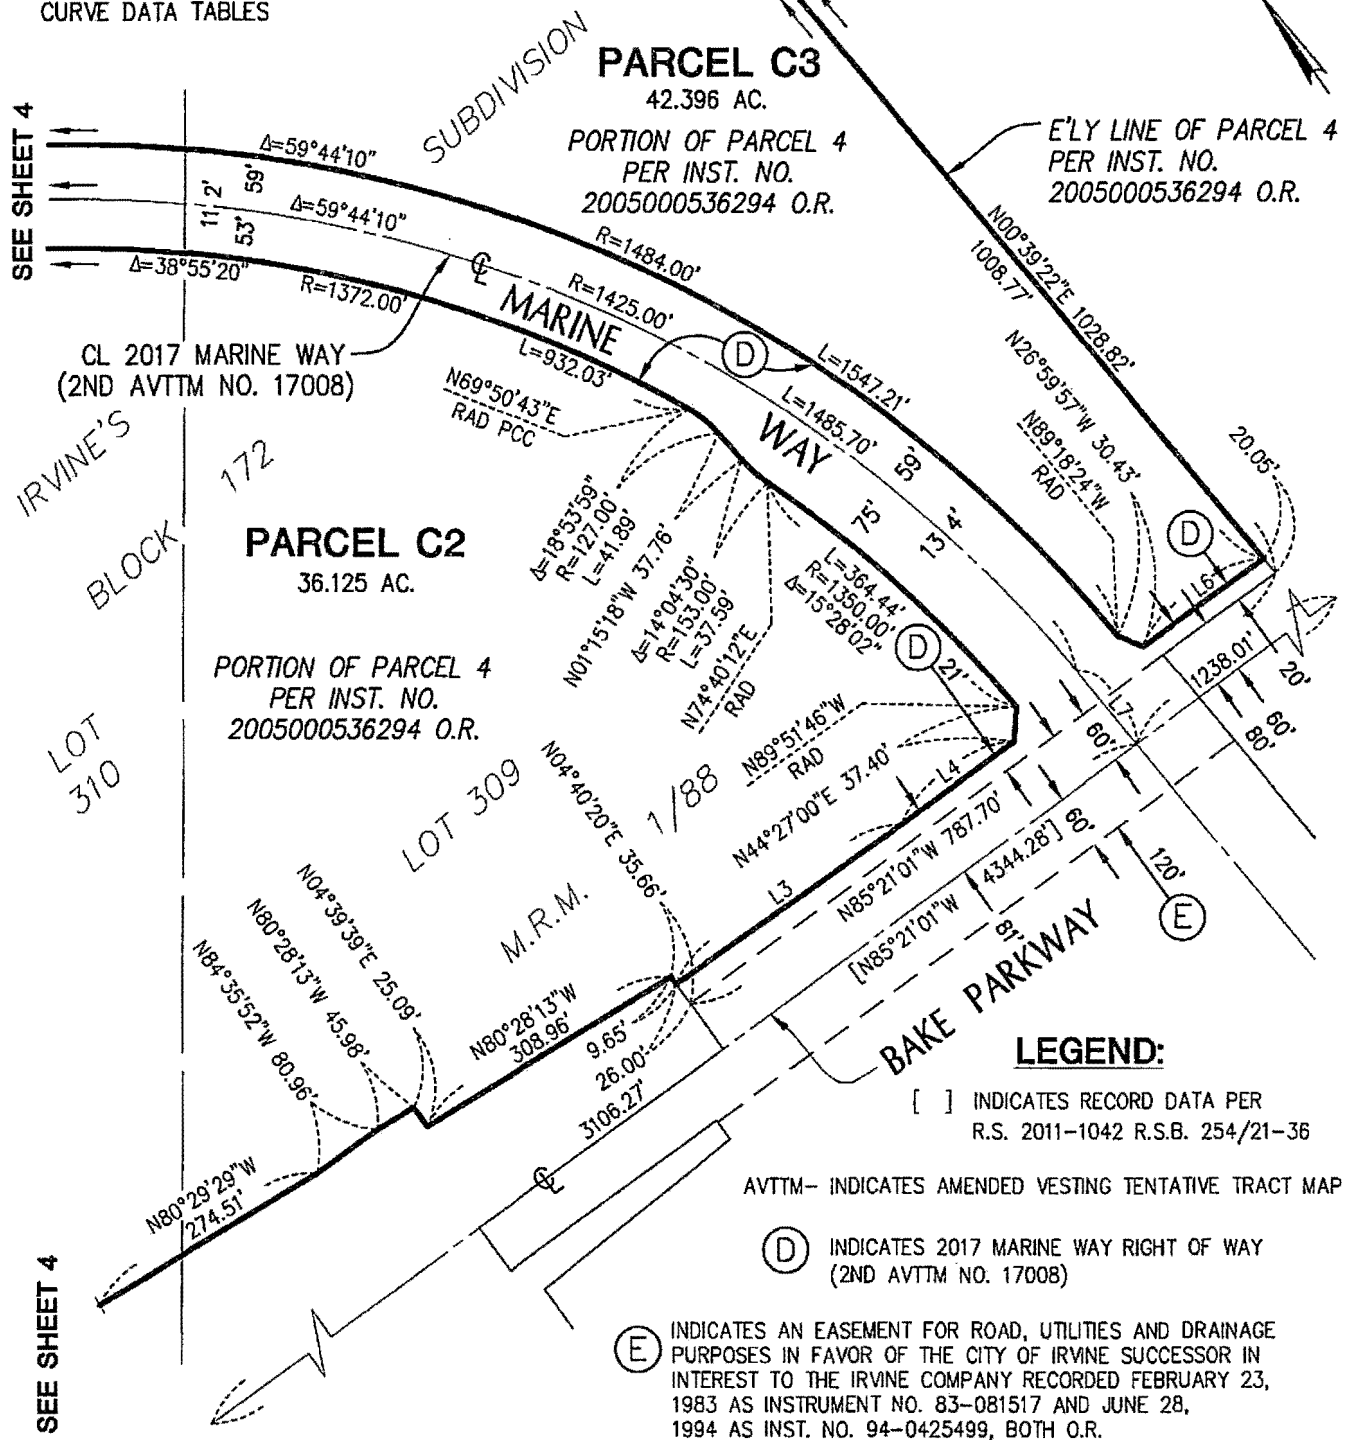 CURVE DATA TABLES
SUBDIVISION
PARCEL C3
42.396 AC.
PORTION OF PARCEL 4
PER INST. NO.
2005000536294 O.R.
E'LY LINE OF PARCEL 4
PER INST. NO.
2005000536294 O.R.
SEE SHEET 4
Δ=59°44'10"
59'
112'
53'
Δ=59°44'10"
Δ=38°55'20"
R=1372.00'
R=1484.00'
R=1425.00'
℄
MARINE
WAY
L=932.03'
D
L=1547.21'
L=1485.70'
59'
75'
134'
N00°39'22"E 1028.82'
1008.77'
N26°59'57"W 30.43'
N89°18'24"W
RAD
20.05'
D
L6
CL 2017 MARINE WAY
(2ND AVTTM NO. 17008)
N69°50'43"E
RAD PCC
IRVINE'S
BLOCK
172
PARCEL C2
36.125 AC.
PORTION OF PARCEL 4
PER INST. NO.
2005000536294 O.R.
LOT
310
LOT 309
1/88
M.R.M.
Δ=18°53'59"
R=127.00'
L=41.89'
N01°15'18"W 37.76'
Δ=14°04'30"
R=153.00'
L=37.59'
N74°40'12"E
RAD
L=364.44'
R=1350.00'
Δ=15°28'02"
D
21'
N89°51'46"W
RAD
N44°27'00"E 37.40'
L4
L3
L7
60'
1238.01'
20'
60'
80'
N85°21'01"W 787.70'
[N85°21'01"W 4344.28']
60'
120'
81'
E
BAKE PARKWAY
N04°40'20"E 35.66'
N04°39'39"E 25.09'
N80°28'13"W 45.98'
N84°35'52"W 80.96'
N80°28'13"W
308.96'
9.65'
26.00'
3106.27'
℄
N80°29'29"W
274.51'
SEE SHEET 4
LEGEND:
[ ] INDICATES RECORD DATA PER
R.S. 2011-1042 R.S.B. 254/21-36
AVTTM- INDICATES AMENDED VESTING TENTATIVE TRACT MAP
D INDICATES 2017 MARINE WAY RIGHT OF WAY
(2ND AVTTM NO. 17008)
E INDICATES AN EASEMENT FOR ROAD, UTILITIES AND DRAINAGE
PURPOSES IN FAVOR OF THE CITY OF IRVINE SUCCESSOR IN
INTEREST TO THE IRVINE COMPANY RECORDED FEBRUARY 23,
1983 AS INSTRUMENT NO. 83-081517 AND JUNE 28,
1994 AS INST. NO. 94-0425499, BOTH O.R.